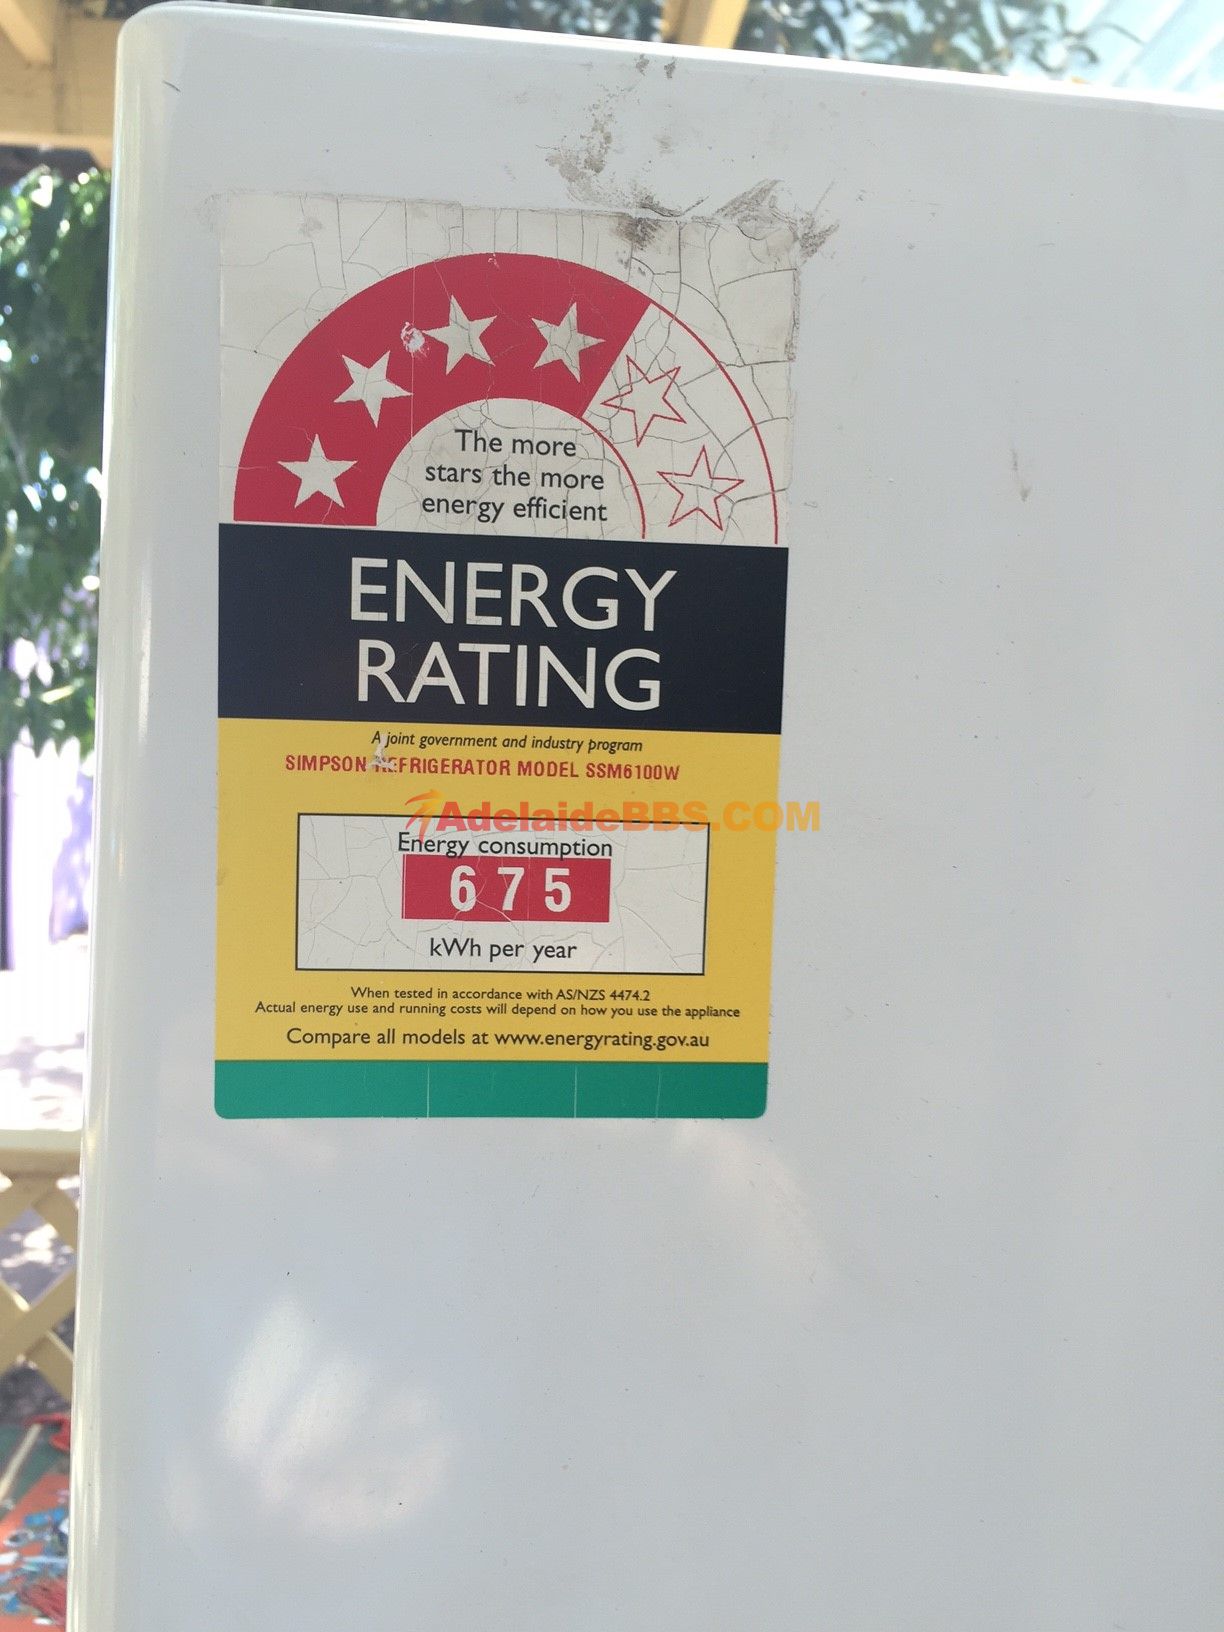 The more
stars the more
energy efficient
ENERGY
RATING
A joint government and industry program
SIMPSON REFRIGERATOR MODEL SSM6100W
AdelaideBBS.COM
Energy consumption
675
kWh per year
When tested in accordance with AS/NZS 4474.2
Actual energy use and running costs will depend on how you use the appliance
Compare all models at www.energyrating.gov.au